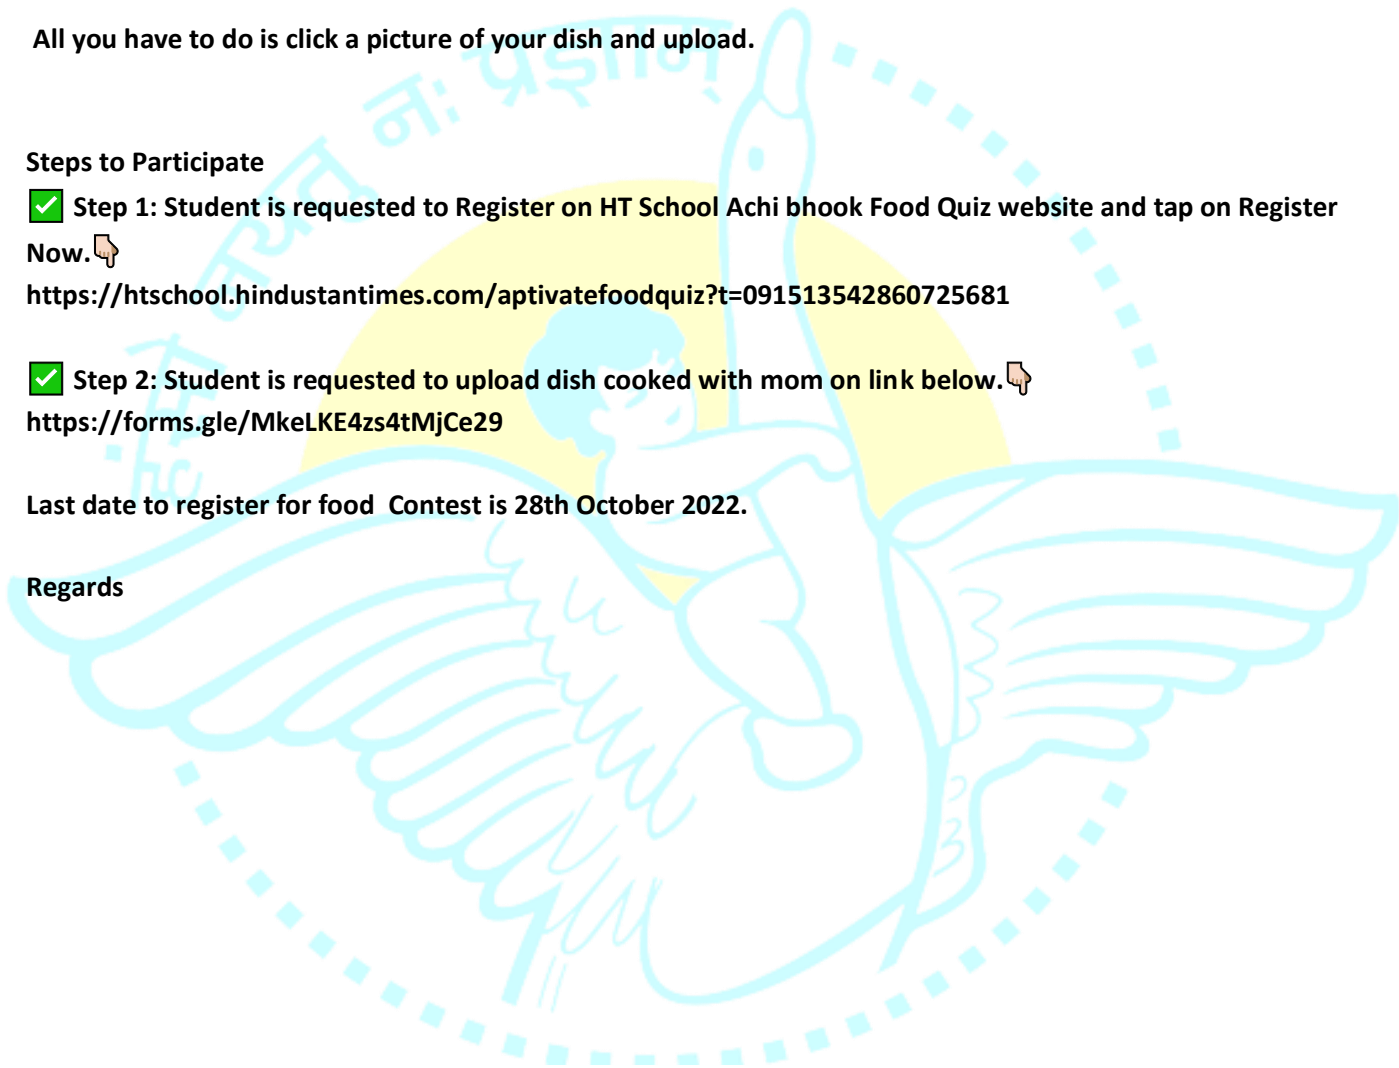 हंसो नयतु नः प्रज्ञानं
All you have to do is click a picture of your dish and upload.
Steps to Participate
✅ Step 1: Student is requested to Register on HT School Achi bhook Food Quiz website and tap on Register
Now.👇🏻
https://htschool.hindustantimes.com/aptivatefoodquiz?t=091513542860725681
✅ Step 2: Student is requested to upload dish cooked with mom on link below.👇🏻
https://forms.gle/MkeLKE4zs4tMjCe29
Last date to register for food  Contest is 28th October 2022.
Regards